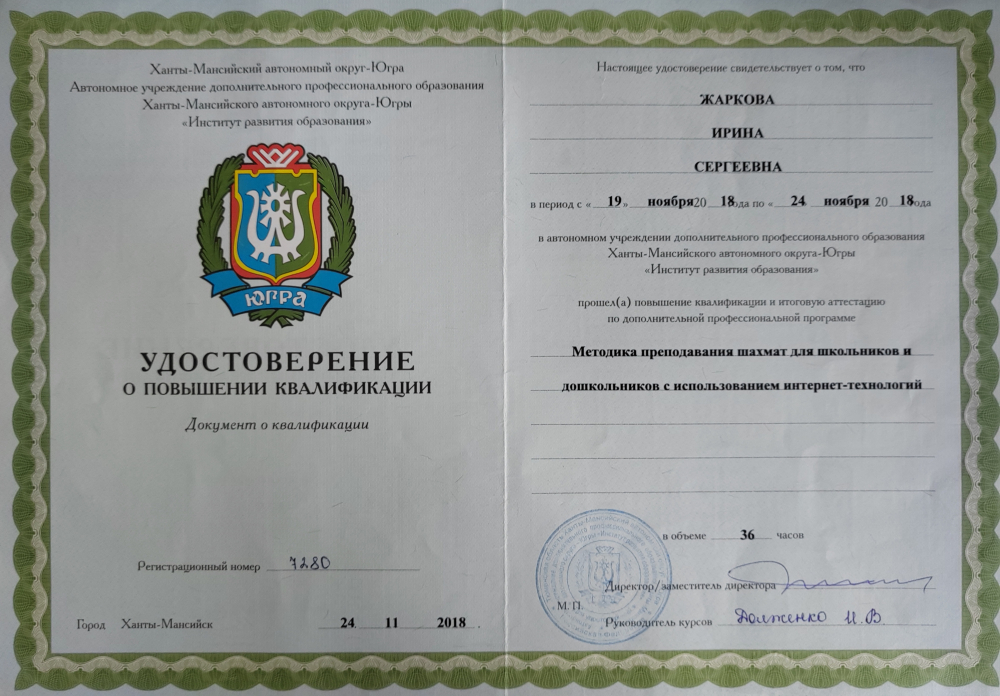 Ханты-Мансийский автономный округ-Югра
Автономное учреждение дополнительного профессионального образования
Ханты-Мансийского автономного округа-Югры
«Институт развития образования»
ЮГРА
УДОСТОВЕРЕНИЕ
О ПОВЫШЕНИИ КВАЛИФИКАЦИИ
Документ о квалификации
Регистрационный номер 7280
Город Ханты-Мансийск 24 11 2018 .
Настоящее удостоверение свидетельствует о том, что
ЖАРКОВА
ИРИНА
СЕРГЕЕВНА
в период с « 19 » ноября 20 18 года по « 24 ноября 20 18 года
в автономном учреждении дополнительного профессионального образования
Ханты-Мансийского автономного округа-Югры
«Институт развития образования»
прошел(а) повышение квалификации и итоговую аттестацию
по дополнительной профессиональной программе
Методика преподавания шахмат для школьников и
дошкольников с использованием интернет-технологий
в объеме 36 часов
Директор/заместитель директора
М. П.
Руководитель курсов Долженко И. В.